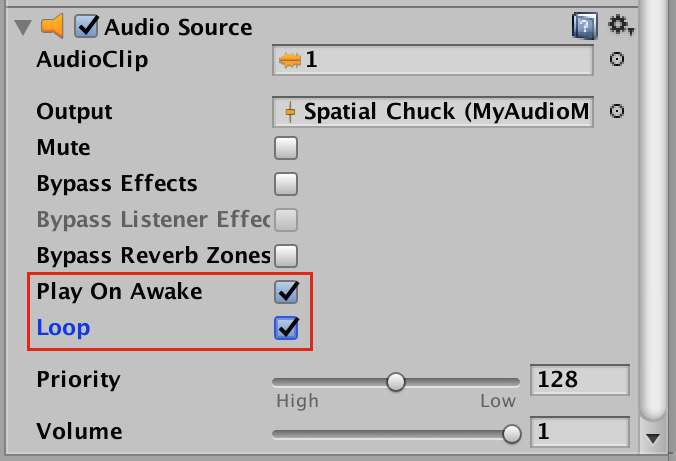 Audio Source
AudioClip 1
Output Spatial Chuck (MyAudioM
Mute
Bypass Effects
Bypass Listener Effec
Bypass Reverb Zones
Play On Awake
Loop
Priority 128
High Low
Volume 1